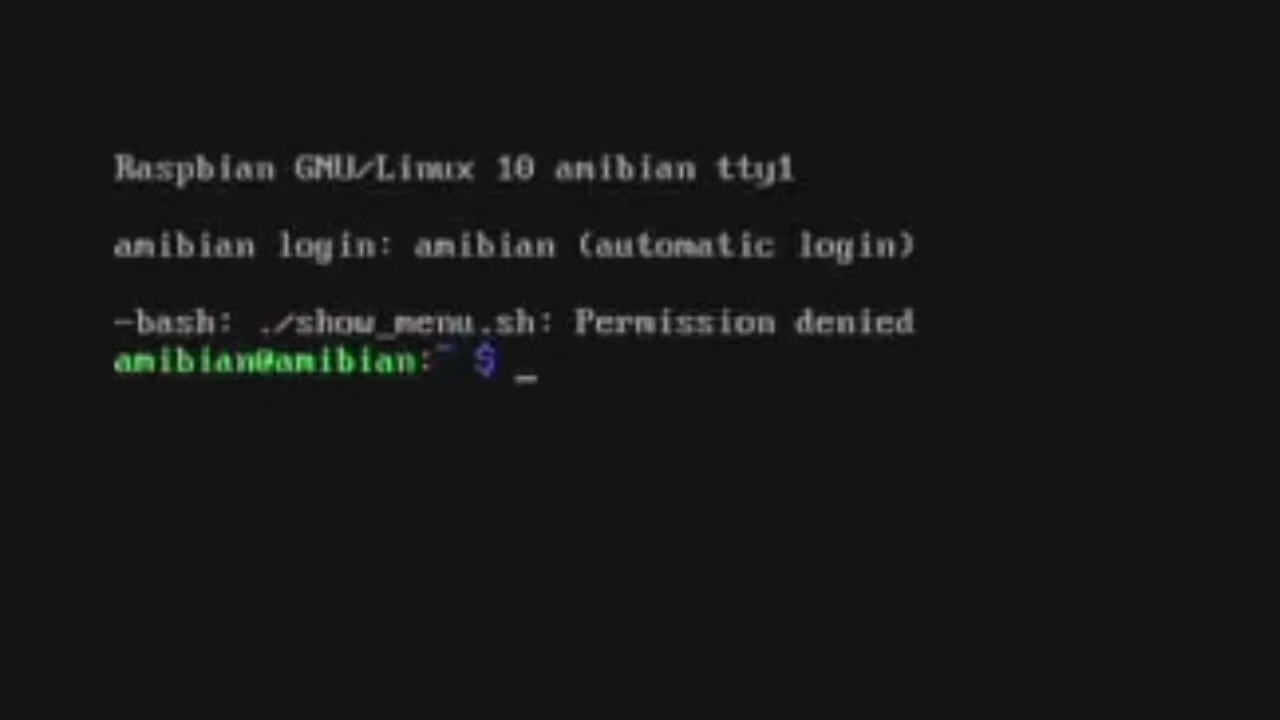 Raspbian GNU/Linux 10 amibian tty1
amibian login: amibian (automatic login)
-bash: ./show_menu.sh: Permission denied
amibian@amibian:~ $ _